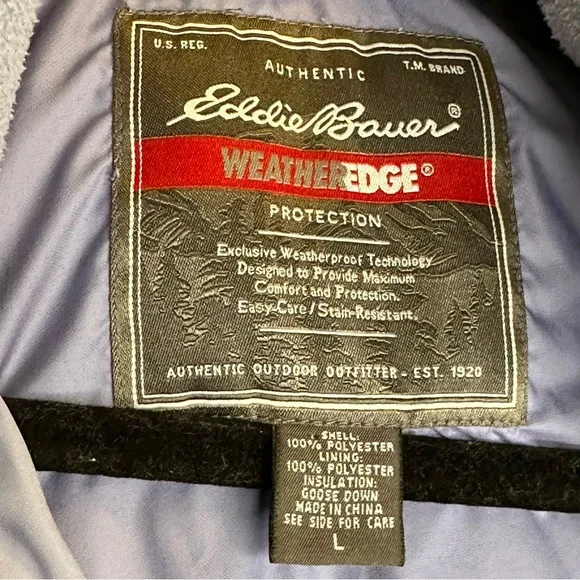 U.S. REG. T.M. BRAND
AUTHENTIC
Eddie Bauer®
WEATHEREDGE®
PROTECTION
Exclusive Weatherproof Technology
Designed to Provide Maximum
Comfort and Protection.
Easy-Care/Stain-Resistant.
AUTHENTIC OUTDOOR OUTFITTER - EST. 1920
SHELL:
100% POLYESTER
LINING:
100% POLYESTER
INSULATION:
GOOSE DOWN
MADE IN CHINA
SEE SIDE FOR CARE
L